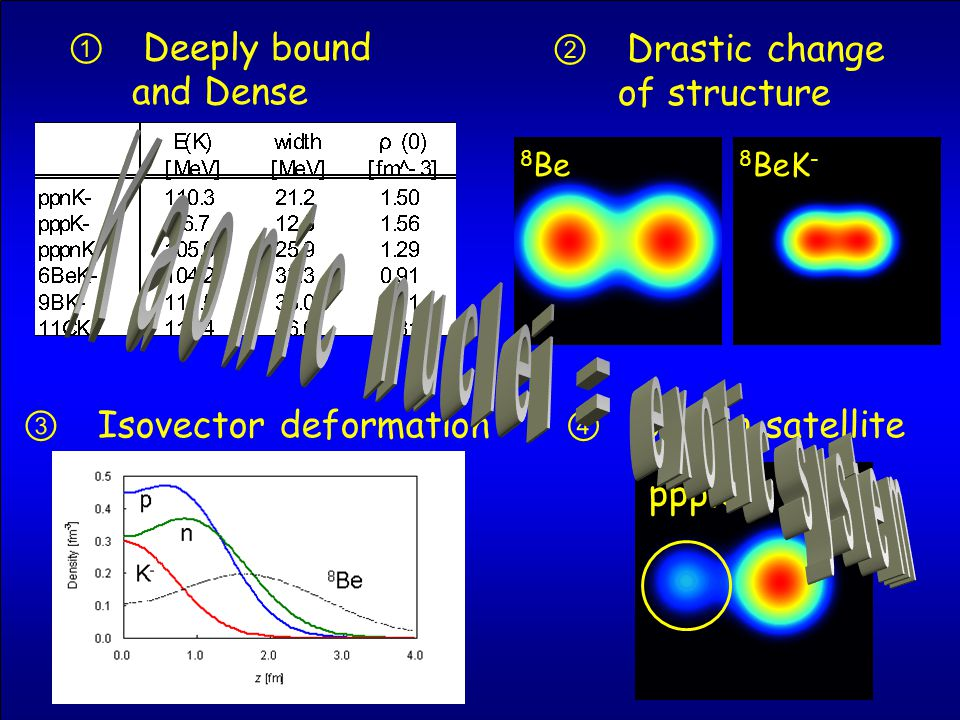 ① Deeply bound
and Dense
② Drastic change
of structure
E(K) width ρ (0)
[MeV] [MeV] [fm^- 3]
ppnK- 110.3 21.2 1.50
pppK- 1.56
pppnK 1.29
6BeK- 104.2 0.91
9BK-
11CK
8Be
8BeK-
Kaonic nuclei = exotic system
③ Isovector deformation
④ satellite
0.5
0.4
0.3
0.2
0.1
0.0
Density [fm-3]
p
n
K-
8Be
0.0 1.0 2.0 3.0 4.0
z [fm]